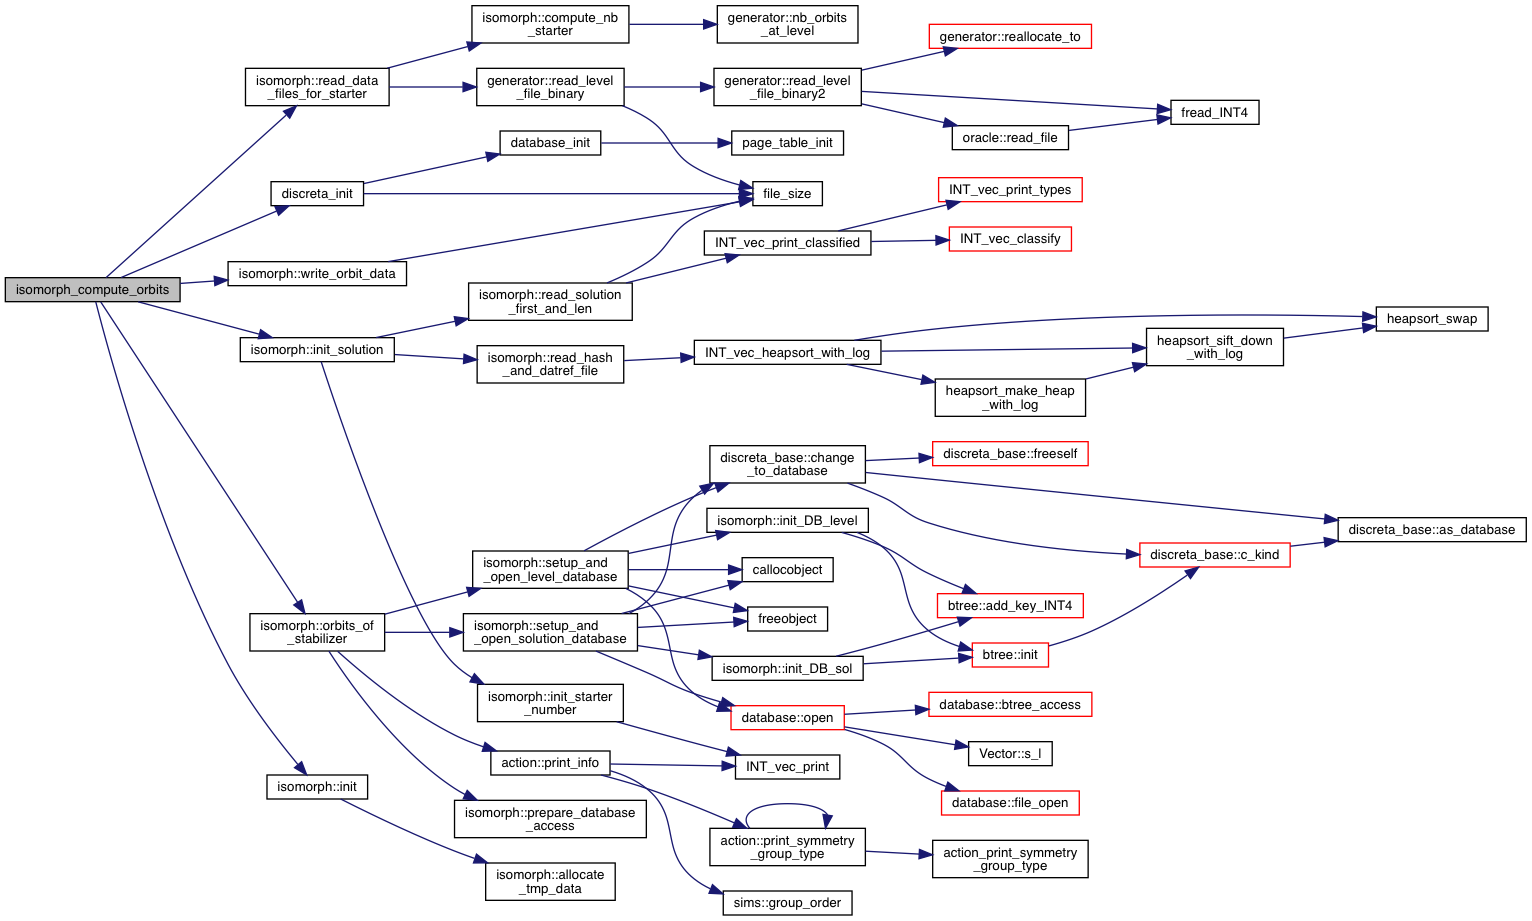 isomorph_compute_orbits
isomorph::read_data
_files_for_starter
discreta_init
isomorph::write_orbit_data
isomorph::init_solution
isomorph::orbits_of
_stabilizer
isomorph::init
isomorph::compute_nb
_starter
generator::read_level
_file_binary
database_init
isomorph::read_solution
_first_and_len
isomorph::read_hash
_and_datref_file
isomorph::setup_and
_open_level_database
isomorph::setup_and
_open_solution_database
isomorph::init_starter
_number
action::print_info
isomorph::prepare_database
_access
isomorph::allocate
_tmp_data
generator::nb_orbits
_at_level
generator::read_level
_file_binary2
page_table_init
file_size
INT_vec_print_classified
INT_vec_heapsort_with_log
discreta_base::change
_to_database
isomorph::init_DB_level
callocobject
freeobject
isomorph::init_DB_sol
database::open
INT_vec_print
action::print_symmetry
_group_type
sims::group_order
generator::reallocate_to
oracle::read_file
INT_vec_print_types
INT_vec_classify
heapsort_make_heap
_with_log
discreta_base::freeself
btree::add_key_INT4
btree::init
database::btree_access
Vector::s_l
database::file_open
action_print_symmetry
_group_type
fread_INT4
heapsort_sift_down
_with_log
discreta_base::c_kind
heapsort_swap
discreta_base::as_database